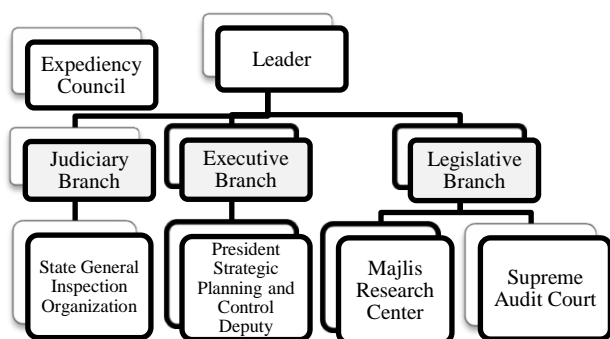 Expediency
Council
Leader
Judiciary
Branch
Executive
Branch
Legislative
Branch
State General
Inspection
Organization
President
Strategic
Planning and
Control
Deputy
Majlis
Research
Center
Supreme
Audit Court